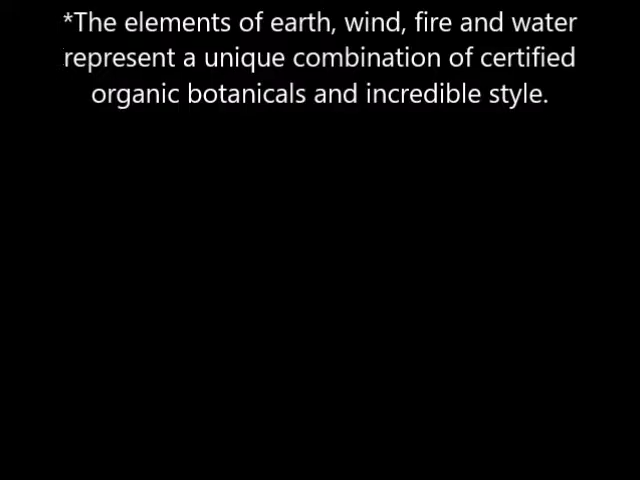 *The elements of earth, wind, fire and water
represent a unique combination of certified
organic botanicals and incredible style.